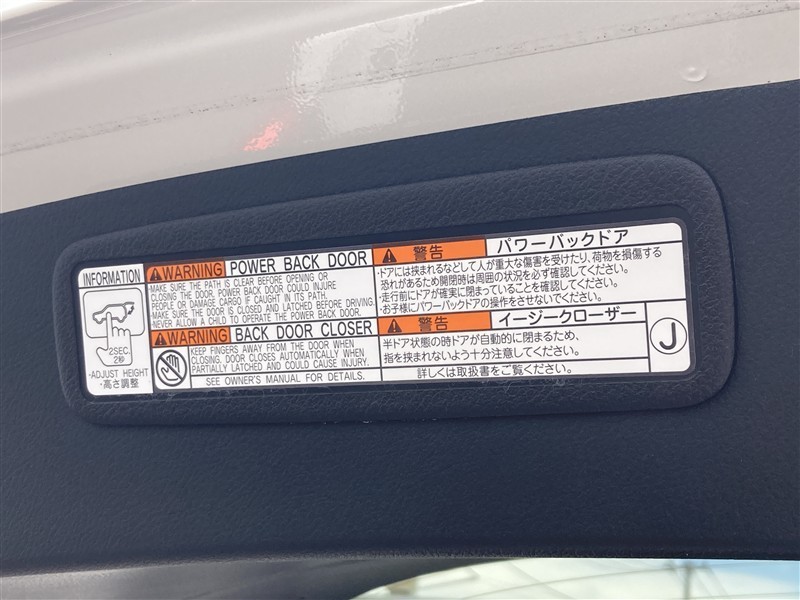 INFORMATION
2SEC.
2秒
・ADJUST HEIGHT
・高さ調整
WARNING POWER BACK DOOR
・MAKE SURE THE PATH IS CLEAR BEFORE OPENING OR
CLOSING THE DOOR. POWER BACK DOOR COULD INJURE
PEOPLE OR DAMAGE CARGO IF CAUGHT IN ITS PATH.
・MAKE SURE THE DOOR IS CLOSED AND LATCHED BEFORE DRIVING.
・NEVER ALLOW A CHILD TO OPERATE THE POWER BACK DOOR.
WARNING BACK DOOR CLOSER
KEEP FINGERS AWAY FROM THE DOOR WHEN
CLOSING. DOOR CLOSES AUTOMATICALLY WHEN
PARTIALLY LATCHED AND COULD CAUSE INJURY.
SEE OWNER'S MANUAL FOR DETAILS.
警告 パワーバックドア
・ドアには挟まれるなどして人が重大な傷害を受けたり、荷物を損傷する
恐れがあるため開閉時は周囲の状況を必ず確認してください。
・走行前にドアが確実に閉まっていることを確認してください。
・お子様にパワーバックドアの操作をさせないでください。
警告 イージークローザー
半ドア状態の時ドアが自動的に閉まるため、
指を挟まれないよう十分注意してください。
詳しくは取扱書をご覧ください。
J